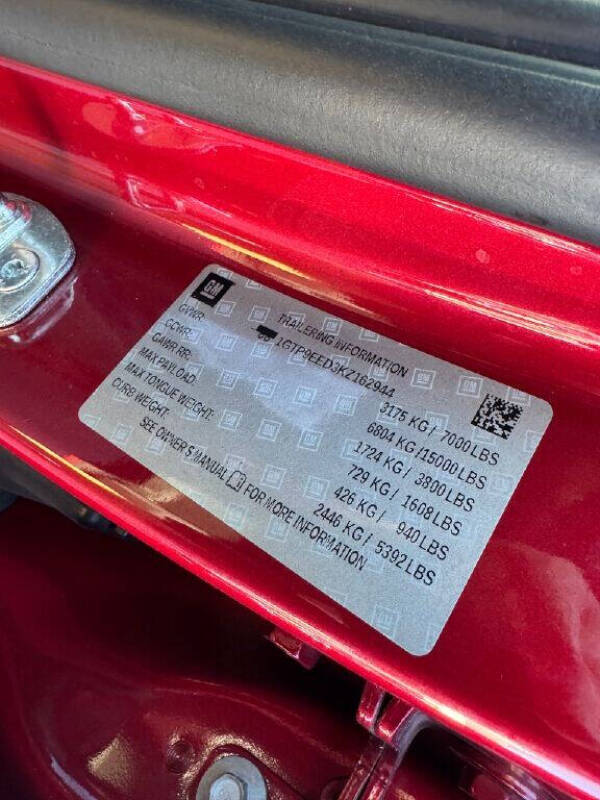 GM
TRAILERING INFORMATION
1GTP9EED3KZ162944
GVWR: 3175 KG / 7000 LBS
GCWR: 6804 KG / 15000 LBS
GAWR RR: 1724 KG / 3800 LBS
MAX PAYLOAD: 729 KG / 1608 LBS
MAX TONGUE WEIGHT: 426 KG / 940 LBS
CURB WEIGHT: 2446 KG / 5392 LBS
SEE OWNER'S MANUAL FOR MORE INFORMATION